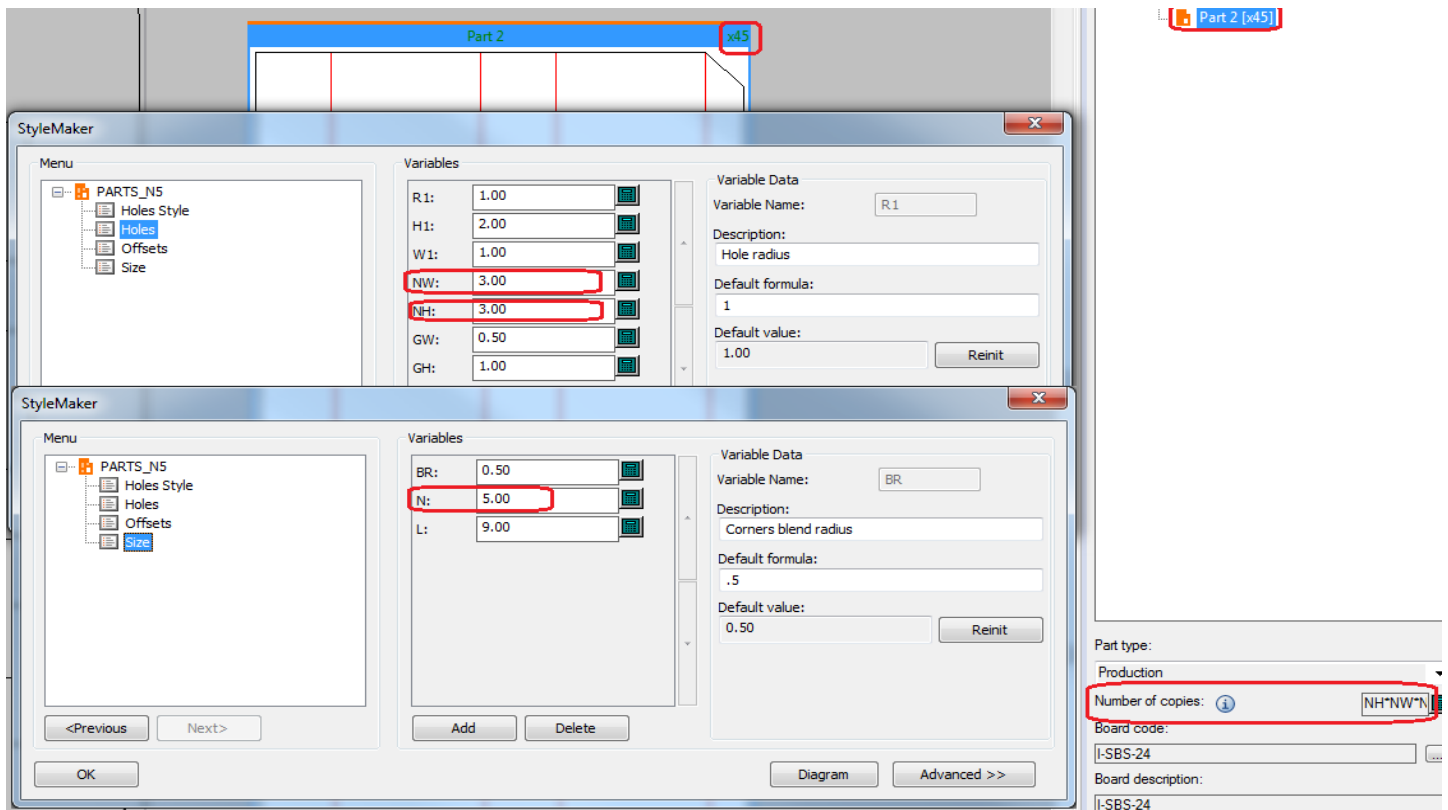 Part 2 x45
Part 2 [x45]
StyleMaker
Menu
PARTS_N5
Holes Style
Holes
Offsets
Size
Variables
R1: 1.00
H1: 2.00
W1: 1.00
NW: 3.00
NH: 3.00
GW: 0.50
GH: 1.00
Variable Data
Variable Name: R1
Description:
Hole radius
Default formula:
1
Default value:
1.00 Reinit
StyleMaker
Menu
PARTS_N5
Holes Style
Holes
Offsets
Size
<Previous Next>
Variables
BR: 0.50
N: 5.00
L: 9.00
Add Delete
Variable Data
Variable Name: BR
Description:
Corners blend radius
Default formula:
.5
Default value:
0.50 Reinit
OK Diagram Advanced >>
Part type:
Production
Number of copies: NH*NW*N
Board code:
I-SBS-24 ...
Board description:
I-SBS-24